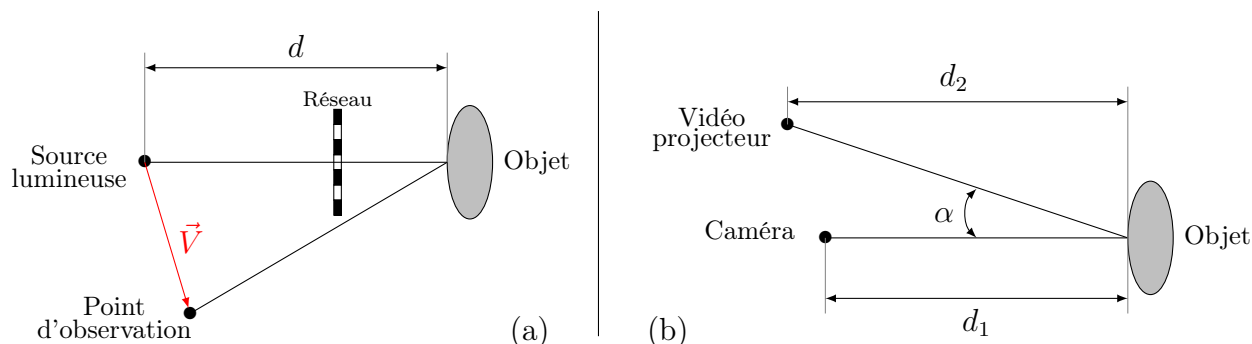 d
Réseau
Source
lumineuse
Objet
V⃗
Point
d'observation
(a)
d₂
Vidéo
projecteur
α
Caméra
Objet
d₁
(b)